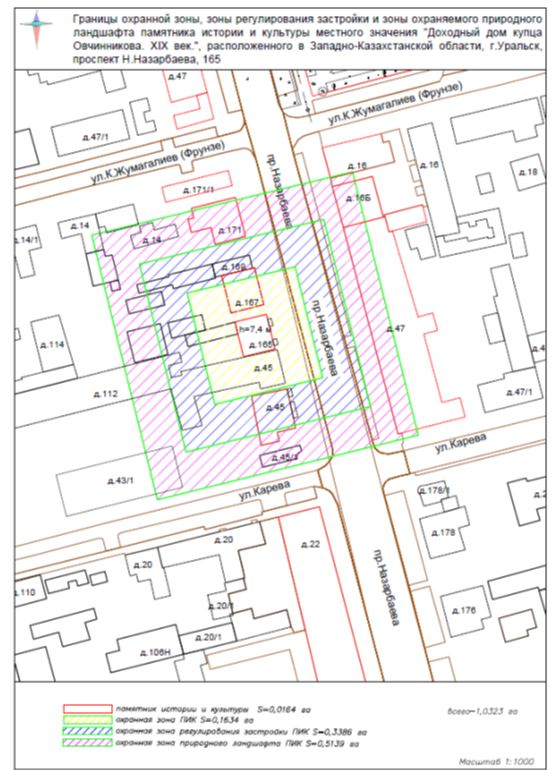 Границы охранной зоны, зоны регулирования застройки и зоны охраняемого природного
ландшафта памятника истории и культуры местного значения "Доходный дом купца
Овчинникова. XIX век.", расположенного в Западно-Казахстанской области, г.Уральск,
проспект Н.Назарбаева, 165
д.47
ул.К.Жумагалиев (Фрунзе)
д.47/1
ул.К.Жумагалиев (Фрунзе)
пр.Назарбаева
д.16
д.16
д.18
д.171/1
д.16Б
д.14
д.171
д.14/1
д.14
д.169
д.167
пр.Назарбаева
h=7,4 м
д.165
д.47
д.114
д.45
д.112
д.47/1
д.45
ул.Карева
д.45/1
д.43/1
ул.Карева
д.178/1
д.178
д.20
д.22
д.20
пр.Назарбаева
д.110
д.20/1
д.176
д.20/1
д.106Н
памятник истории и культуры S=0,0164 га
охранная зона ПИК S=0,1634 га
всего=1,0323 га
охранная зона регулирования застройки ПИК S=0,3386 га
охранная зона природного ландшафта ПИК S=0,5139 га
Масштаб 1:1000